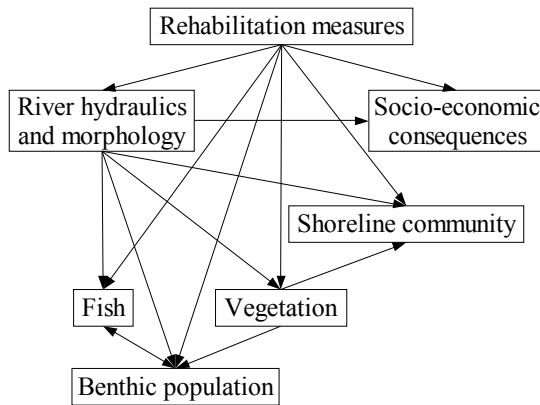 Rehabilitation measures
River hydraulics
and morphology
Socio-economic
consequences
Shoreline community
Fish
Vegetation
Benthic population